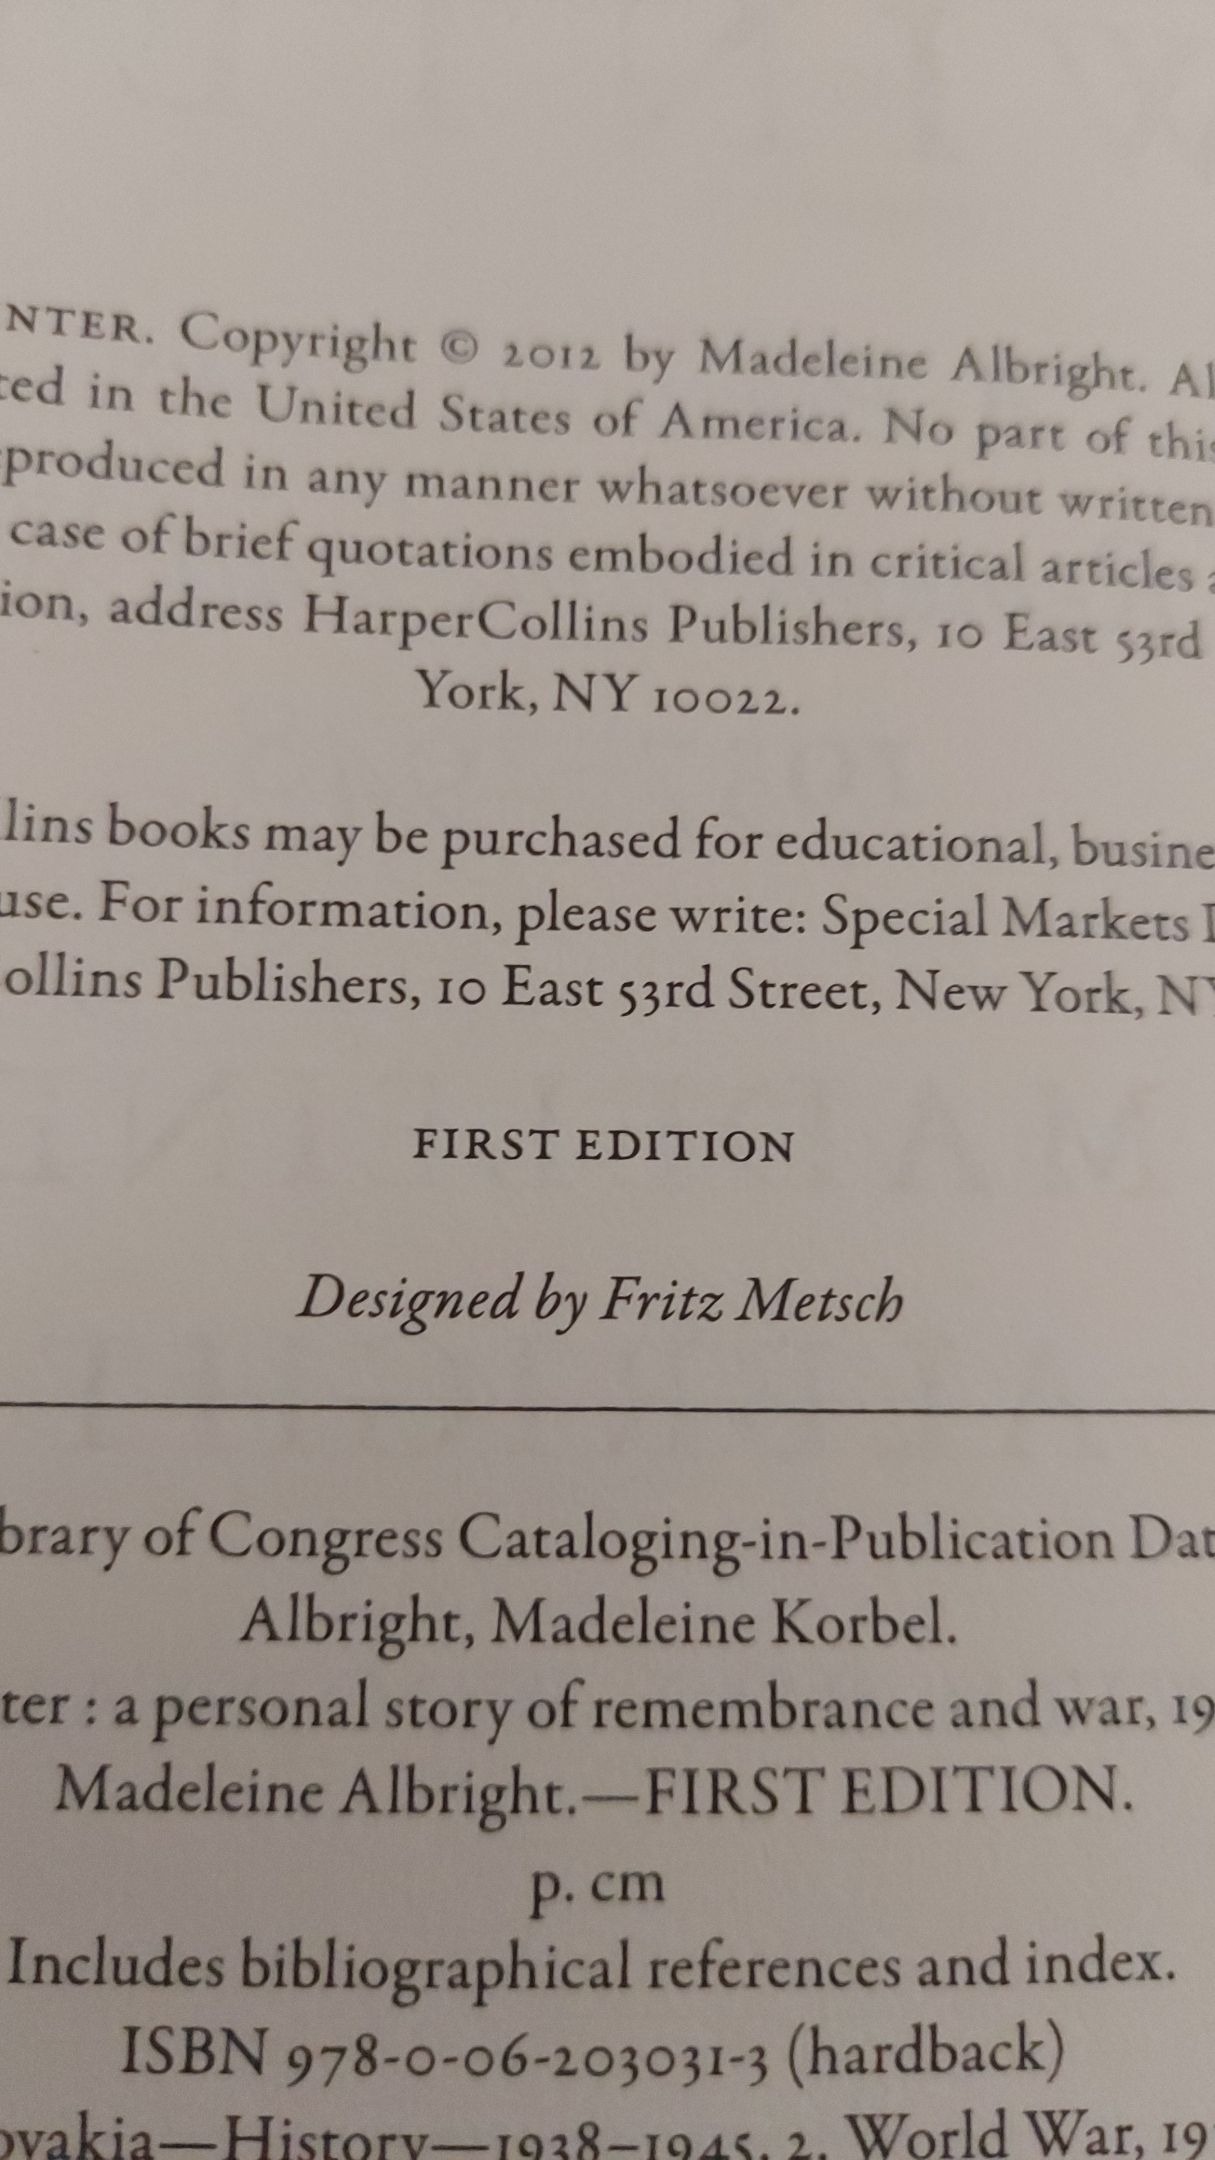 NTER. Copyright © 2012 by Madeleine Albright. Al
ted in the United States of America. No part of this
produced in any manner whatsoever without written
case of brief quotations embodied in critical articles a
ion, address HarperCollins Publishers, 10 East 53rd
York, NY 10022.
lins books may be purchased for educational, busine
use. For information, please write: Special Markets D
ollins Publishers, 10 East 53rd Street, New York, NY
FIRST EDITION
Designed by Fritz Metsch
brary of Congress Cataloging-in-Publication Dat
Albright, Madeleine Korbel.
ter : a personal story of remembrance and war, 19
Madeleine Albright.—FIRST EDITION.
p. cm
Includes bibliographical references and index.
ISBN 978-0-06-203031-3 (hardback)
ovakia—History—1938–1945. 2. World War, 19